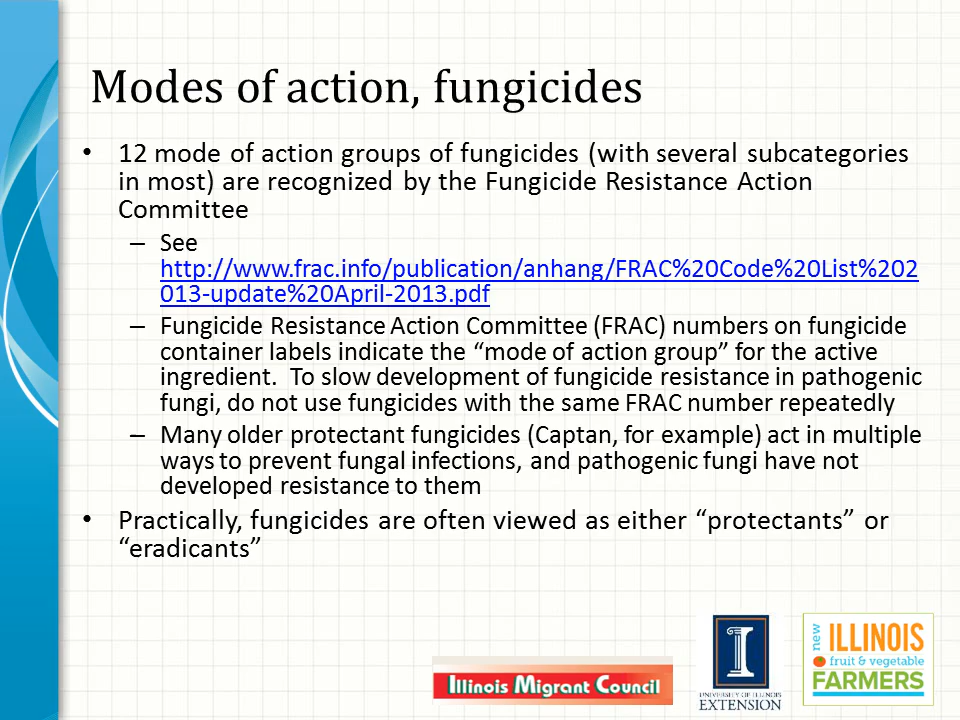 Modes of action, fungicides
• 12 mode of action groups of fungicides (with several subcategories
in most) are recognized by the Fungicide Resistance Action
Committee
– See
http://www.frac.info/publication/anhang/FRAC%20Code%20List%202
013-update%20April-2013.pdf
– Fungicide Resistance Action Committee (FRAC) numbers on fungicide
container labels indicate the “mode of action group” for the active
ingredient.  To slow development of fungicide resistance in pathogenic
fungi, do not use fungicides with the same FRAC number repeatedly
– Many older protectant fungicides (Captan, for example) act in multiple
ways to prevent fungal infections, and pathogenic fungi have not
developed resistance to them
• Practically, fungicides are often viewed as either “protectants” or
“eradicants”
Illinois Migrant Council
I
UNIVERSITY OF ILLINOIS
EXTENSION
new
ILLINOIS
fruit & vegetable
FARMERS